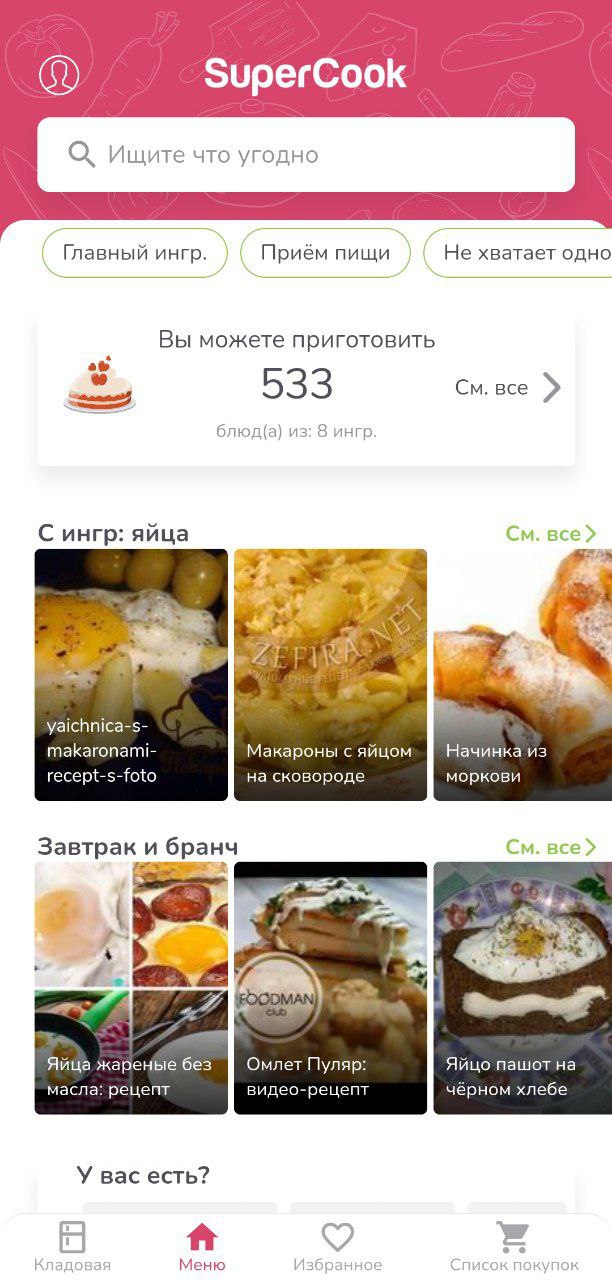 SuperCook
Ищите что угодно
Главный ингр.
Приём пищи
Не хватает одно
Вы можете приготовить
533
См. все
блюд(а) из: 8 ингр.
С ингр: яйца
См. все
ZEFIRA.NET
yaichnica-s-
makaronami-
recept-s-foto
Макароны с яйцом
на сковороде
Начинка из
моркови
Завтрак и бранч
См. все
FOODMAN
club
Яйца жареные без
масла: рецепт
Омлет Пуляр:
видео-рецепт
Яйцо пашот на
чёрном хлебе
У вас есть?
Кладовая
Меню
Избранное
Список покупок